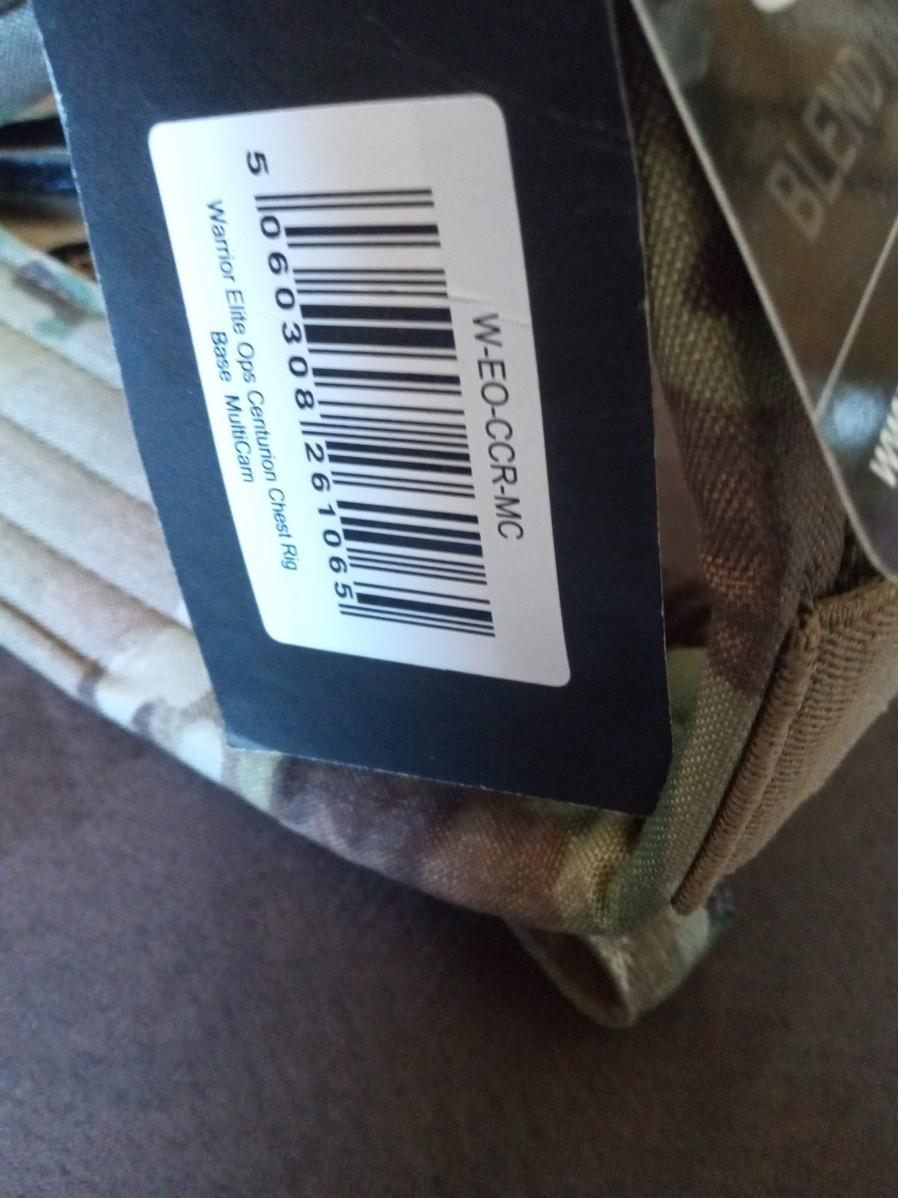 W-EO-CCR-MC
5 060308 261065
Warrior Elite Ops Centurion Chest Rig
Base MultiCam
BLEND